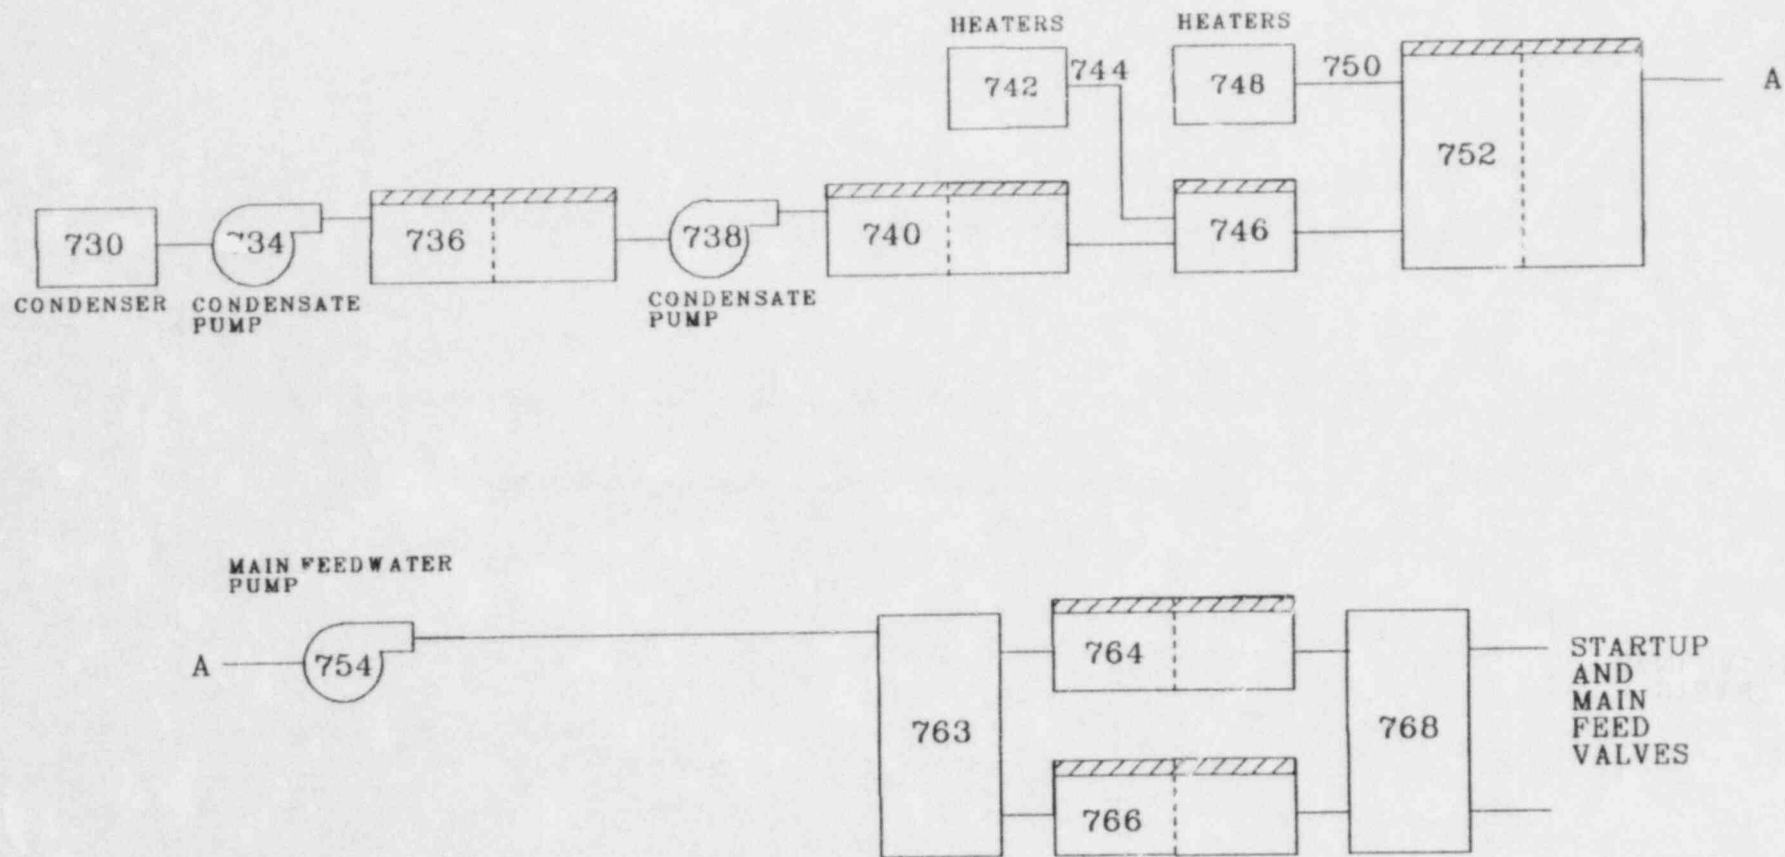 HEATERS
HEATERS
742
744
748
750
752
A
730
734
736
738
740
746
CONDENSER
CONDENSATE
PUMP
CONDENSATE
PUMP
MAIN FEEDWATER
PUMP
A
754
763
764
766
768
STARTUP
AND
MAIN
FEED
VALVES